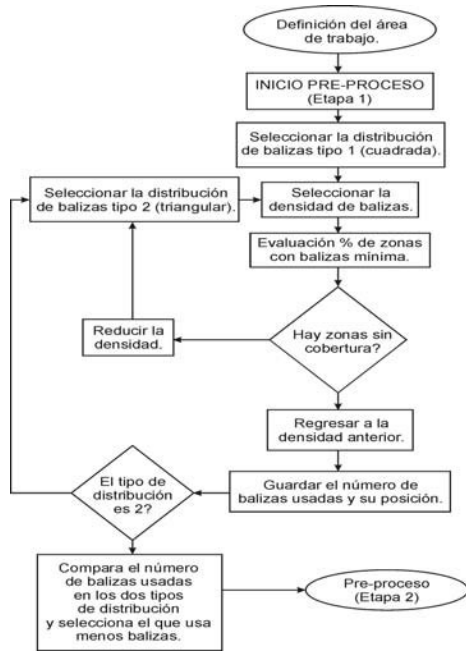 Definición del área
de trabajo.
INICIO PRE-PROCESO
(Etapa 1)
Seleccionar la distribución
de balizas tipo 1 (cuadrada).
Seleccionar la distribución
de balizas tipo 2 (triangular).
Seleccionar la
densidad de balizas.
Evaluación % de zonas
con balizas mínima.
Reducir la
densidad.
Hay zonas sin
cobertura?
Regresar a la
densidad anterior.
El tipo de
distribución
es 2?
Guardar el número de
balizas usadas y su posición.
Compara el número
de balizas usadas
en los dos tipos
de distribución
y selecciona el que usa
menos balizas.
Pre-proceso
(Etapa 2)